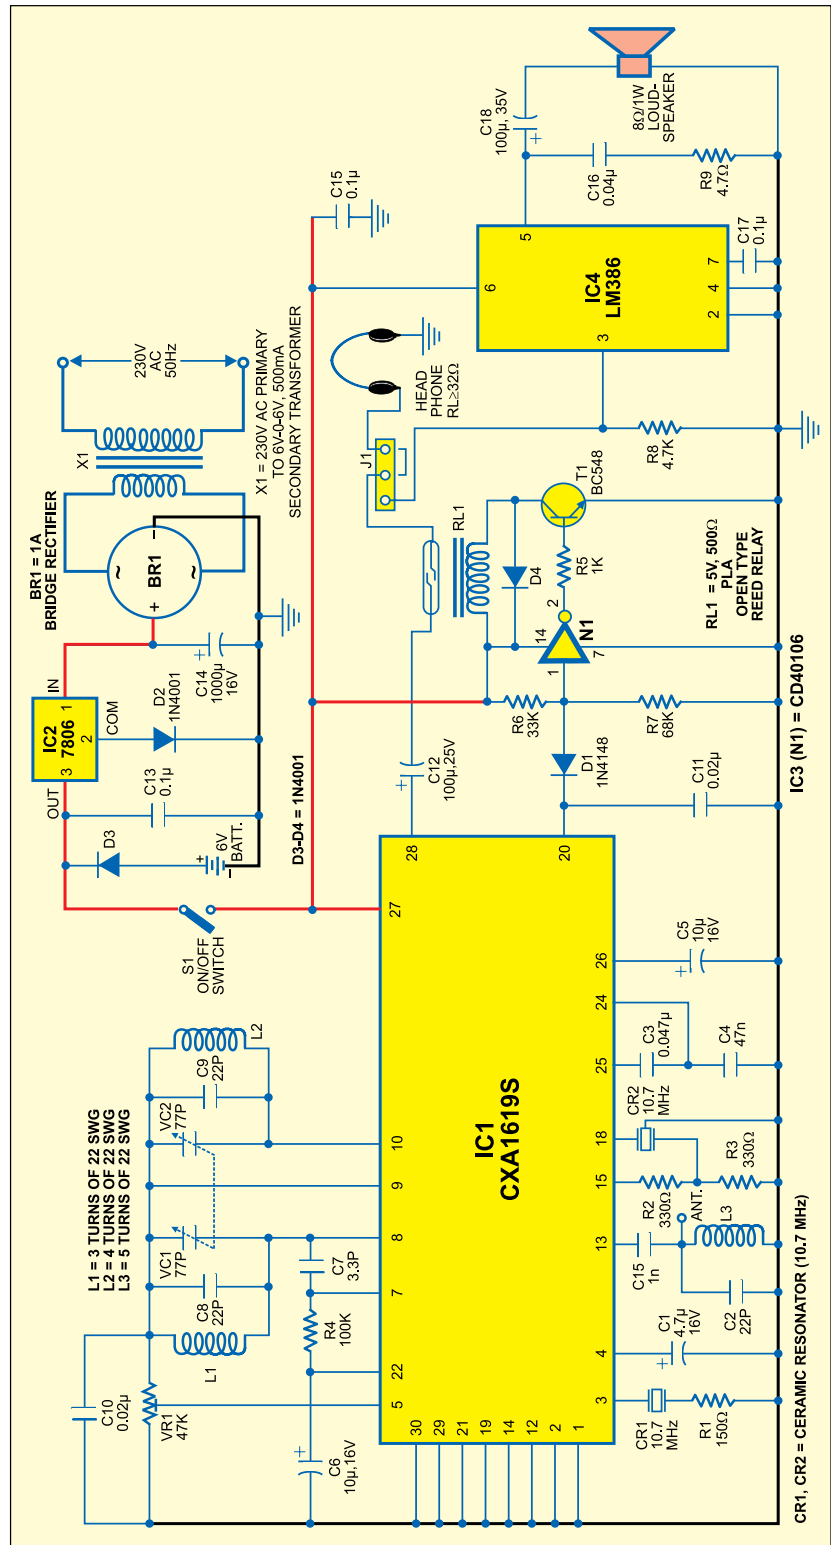 L1 = 3 TURNS OF 22 SWG
L2 = 4 TURNS OF 22 SWG
L3 = 5 TURNS OF 22 SWG
C10
0.02µ
VR1
47K
L1
C8
22P
VC1
77P
VC2
77P
C9
22P
L2
C6
10µ,16V
+
R4
100K
C7
3.3P
S1
ON/OFF
SWITCH
D3
+
6V
BATT.
–
C13
0.1µ
OUT
IN
COM
IC2
7806
3
1
2
D2
1N4001
C14
1000µ
16V
+
BR1 = 1A
BRIDGE RECTIFIER
BR1
+
–
~
~
X1
230V
AC
50Hz
X1 = 230V AC PRIMARY
TO 6V-0-6V, 500mA
SECONDARY TRANSFORMER
D3-D4 = 1N4001
C15
0.1µ
IC1
CXA1619S
30
29
21
19
14
12
2
1
5
22
7
8
9
10
27
28
20
3
4
13
15
18
25
24
26
C12
100µ,25V
+
RL1
J1
HEAD
PHONE
RL≥32Ω
D4
T1
BC548
R5
1K
N1
14
1
2
7
R6
33K
R7
68K
D1
1N4148
C11
0.02µ
RL1 = 5V, 500Ω
PLA
OPEN TYPE
REED RELAY
IC3 (N1) = CD40106
IC4
LM386
6
5
3
2
4
7
R8
4.7K
C17
0.1µ
C18
100µ, 35V
+
C16
0.04µ
R9
4.7Ω
8Ω/1W
LOUD-
SPEAKER
CR1
10.7
MHz
R1
150Ω
C1
4.7µ
16V
+
C2
22P
C15
1n
ANT.
L3
R2
330Ω
R3
330Ω
CR2
10.7
MHz
C3
0.047µ
C4
47n
C5
10µ
16V
+
CR1, CR2 = CERAMIC RESONATOR (10.7 MHz)